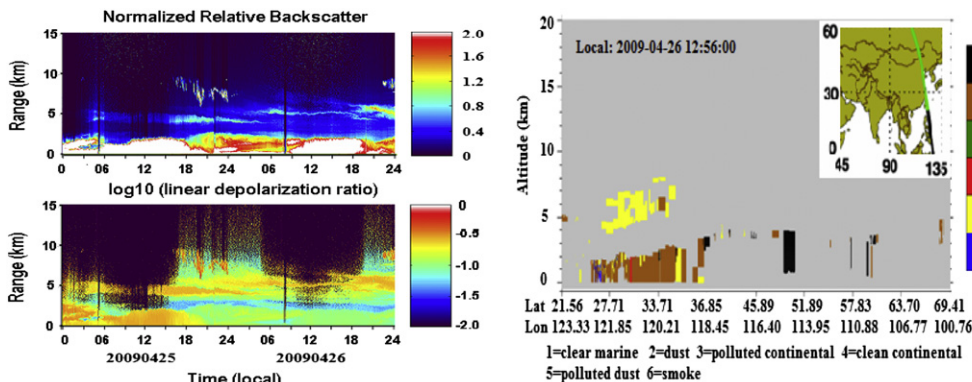 Normalized Relative Backscatter
Range (km)
15
10
5
0
0 06 12 18 0 06 12 18 24
2.0
1.6
1.2
0.8
0.4
0
log10 (linear depolarization ratio)
Range (km)
15
10
5
0
0 06 12 18 0 06 12 18 24
20090425 20090426
Time (local)
0
-0.5
-1.0
-1.5
-2.0
Local: 2009-04-26 12:56:00
Altitude (km)
20
15
10
5
0
60
30
0
45 90 135
Lat 21.56 27.71 33.71 36.85 45.89 51.89 57.83 63.70 69.41
Lon 123.33 121.85 120.21 118.45 116.40 113.95 110.88 106.77 100.76
1=clear marine 2=dust 3=polluted continental 4=clean continental
5=polluted dust 6=smoke